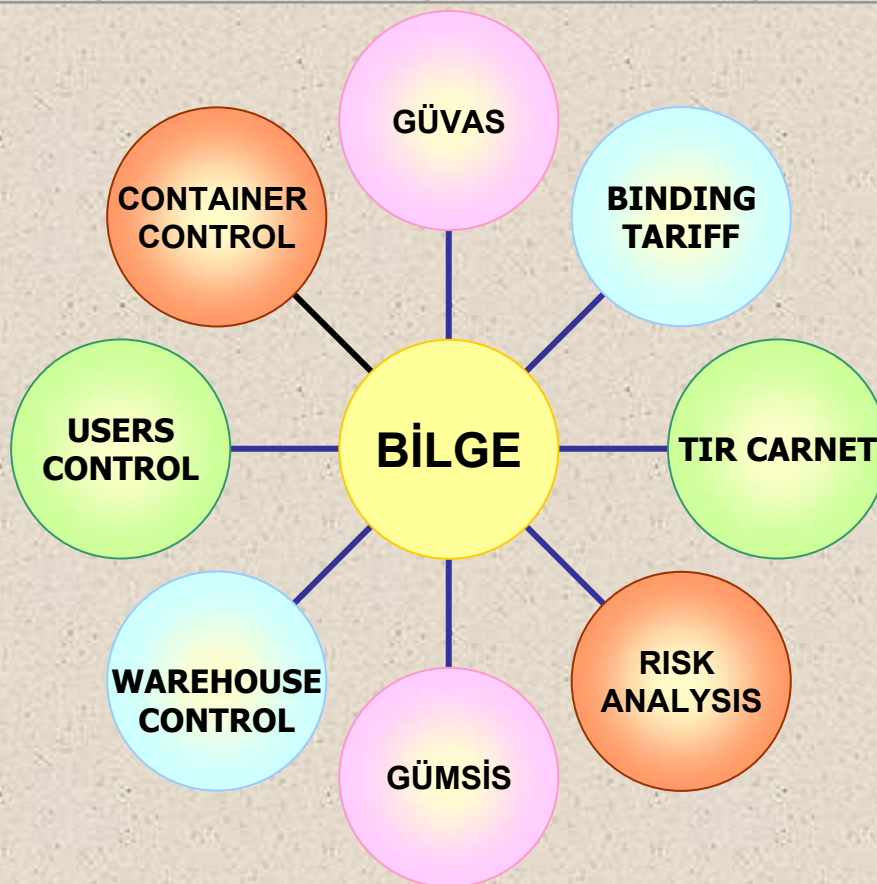 GÜVAS
CONTAINER
CONTROL
BINDING
TARIFF
USERS
CONTROL
BİLGE
TIR CARNET
WAREHOUSE
CONTROL
RISK
ANALYSIS
GÜMSİS